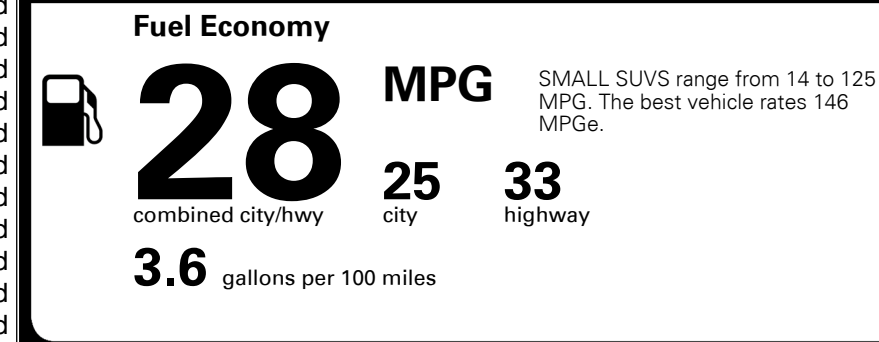 d
d
d
d
d
d
d
d
d
d
d
Fuel Economy
28
MPG
SMALL SUVS range from 14 to 125
MPG. The best vehicle rates 146
MPGe.
combined city/hwy
25
city
33
highway
3.6 gallons per 100 miles